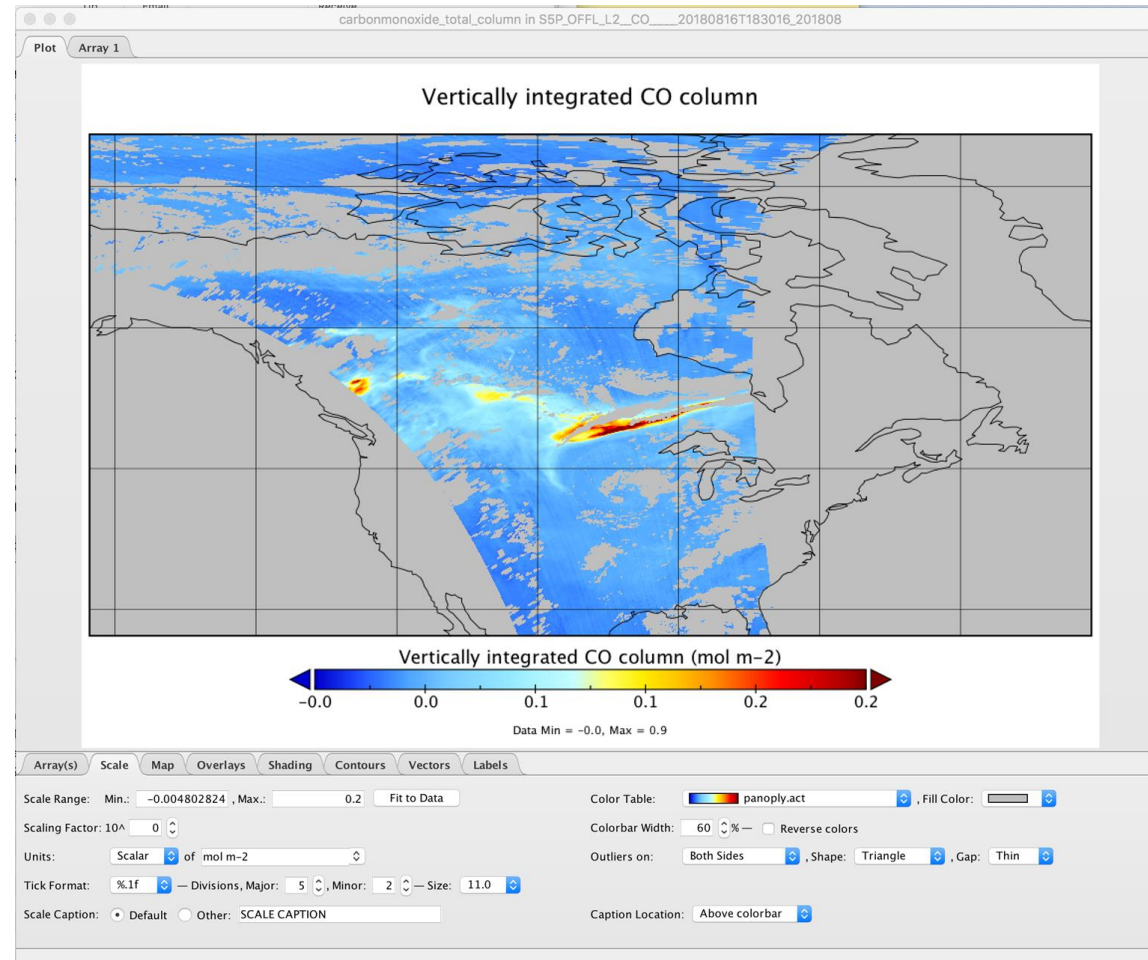 carbonmonoxide_total_column in S5P_OFFL_L2__CO____20180816T183016_201808
Plot Array 1
Vertically integrated CO column
Vertically integrated CO column (mol m−2)
−0.0 0.0 0.1 0.1 0.2 0.2
Data Min = −0.0, Max = 0.9
Array(s) Scale Map Overlays Shading Contours Vectors Labels
Scale Range: Min.: −0.004802824 , Max.: 0.2 Fit to Data
Color Table: panoply.act , Fill Color:
Scaling Factor: 10^ 0
Colorbar Width: 60 % — Reverse colors
Units: Scalar of mol m−2
Outliers on: Both Sides , Shape: Triangle , Gap: Thin
Tick Format: %.1f — Divisions, Major: 5 , Minor: 2 — Size: 11.0
Scale Caption: Default Other: SCALE CAPTION
Caption Location: Above colorbar